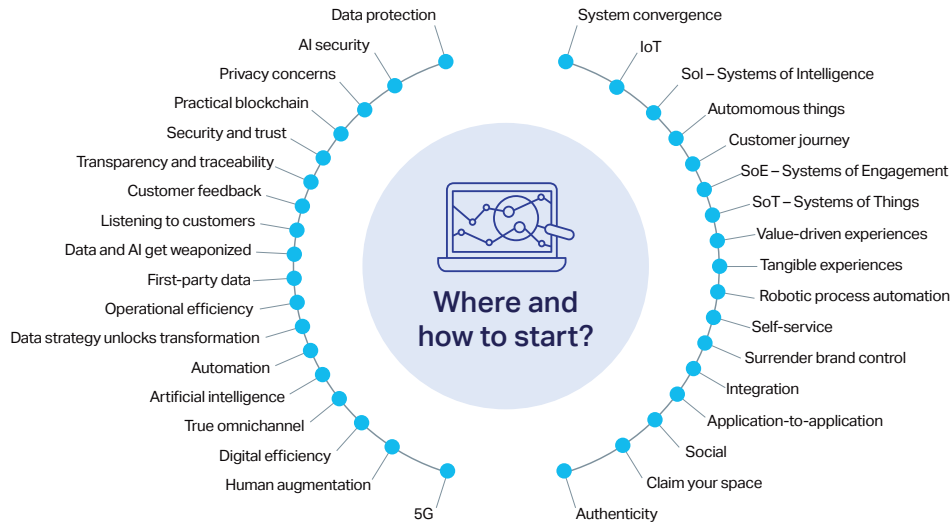 Data protection
AI security
Privacy concerns
Practical blockchain
Security and trust
Transparency and traceability
Customer feedback
Listening to customers
Data and AI get weaponized
First-party data
Operational efficiency
Data strategy unlocks transformation
Automation
Artificial intelligence
True omnichannel
Digital efficiency
Human augmentation
5G
Where and
how to start?
System convergence
IoT
SoI – Systems of Intelligence
Automomous things
Customer journey
SoE – Systems of Engagement
SoT – Systems of Things
Value-driven experiences
Tangible experiences
Robotic process automation
Self-service
Surrender brand control
Integration
Application-to-application
Social
Claim your space
Authenticity